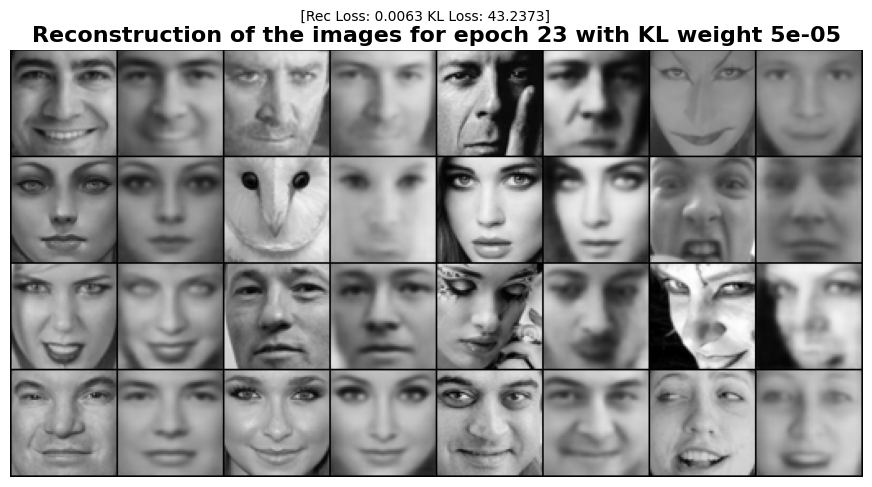 [Rec Loss: 0.0063 KL Loss: 43.2373]
Reconstruction of the images for epoch 23 with KL weight 5e-05